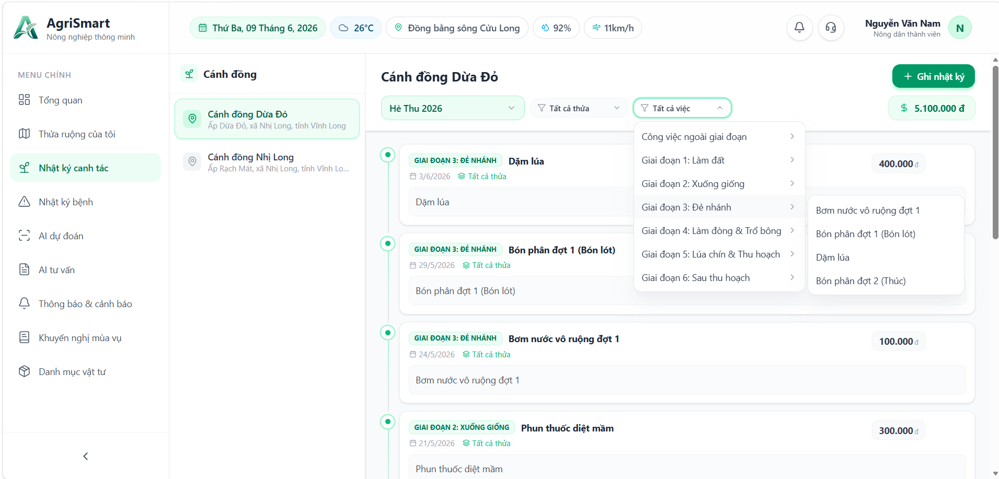 AgriSmart
Nông nghiệp thông minh
Thứ Ba, 09 Tháng 6, 2026
26°C
Đồng bằng sông Cửu Long
92%
11km/h
Nguyễn Văn Nam
Nông dân thành viên
N
MENU CHÍNH
Tổng quan
Thửa ruộng của tôi
Nhật ký canh tác
Nhật ký bệnh
AI dự đoán
AI tư vấn
Thông báo & cảnh báo
Khuyến nghị mùa vụ
Danh mục vật tư
Cánh đồng
Cánh đồng Dừa Đỏ
Ấp Dừa Đỏ, xã Nhị Long, tỉnh Vĩnh Long
Cánh đồng Nhị Long
Ấp Rạch Mát, xã Nhị Long, tỉnh Vĩnh Lo...
Cánh đồng Dừa Đỏ
+ Ghi nhật ký
Hè Thu 2026
Tất cả thửa
Tất cả việc
$ 5.100.000 đ
Công việc ngoài giai đoạn
Giai đoạn 1: Làm đất
Giai đoạn 2: Xuống giống
Giai đoạn 3: Đẻ nhánh
Giai đoạn 4: Làm đòng & Trổ bông
Giai đoạn 5: Lúa chín & Thu hoạch
Giai đoạn 6: Sau thu hoạch
Bơm nước vô ruộng đợt 1
Bón phân đợt 1 (Bón lót)
Dặm lúa
Bón phân đợt 2 (Thúc)
GIAI ĐOẠN 3: ĐẺ NHÁNH Dặm lúa
400.000 đ
3/6/2026 Tất cả thửa
Dặm lúa
GIAI ĐOẠN 3: ĐẺ NHÁNH Bón phân đợt 1 (Bón lót)
29/5/2026 Tất cả thửa
Bón phân đợt 1 (Bón lót)
GIAI ĐOẠN 3: ĐẺ NHÁNH Bơm nước vô ruộng đợt 1
100.000 đ
24/5/2026 Tất cả thửa
Bơm nước vô ruộng đợt 1
GIAI ĐOẠN 2: XUỐNG GIỐNG Phun thuốc diệt mầm
300.000 đ
21/5/2026 Tất cả thửa
Phun thuốc diệt mầm